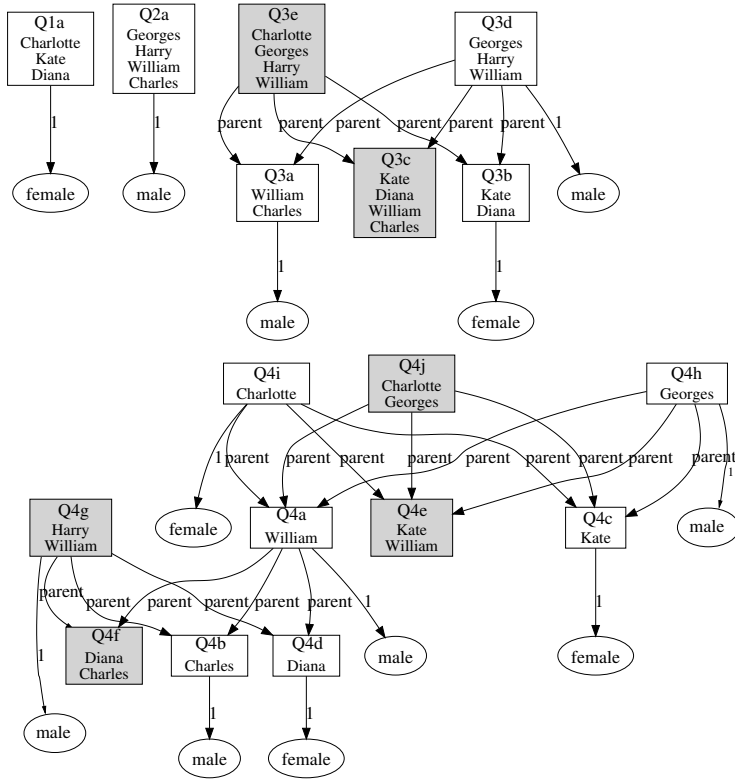 Q1a
Charlotte
Kate
Diana
Q2a
Georges
Harry
William
Charles
Q3e
Charlotte
Georges
Harry
William
Q3d
Georges
Harry
William
1
1
parent
parent
parent
parent
parent
1
female
male
Q3a
William
Charles
Q3c
Kate
Diana
William
Charles
Q3b
Kate
Diana
male
1
1
male
female
Q4i
Charlotte
Q4j
Charlotte
Georges
Q4h
Georges
1
parent
parent
parent
parent
parent
parent
parent
parent
1
female
Q4g
Harry
William
Q4a
William
Q4e
Kate
William
Q4c
Kate
male
parent
parent
parent
parent
parent
1
1
1
Q4f
Diana
Charles
Q4b
Charles
Q4d
Diana
male
female
1
1
male
male
female